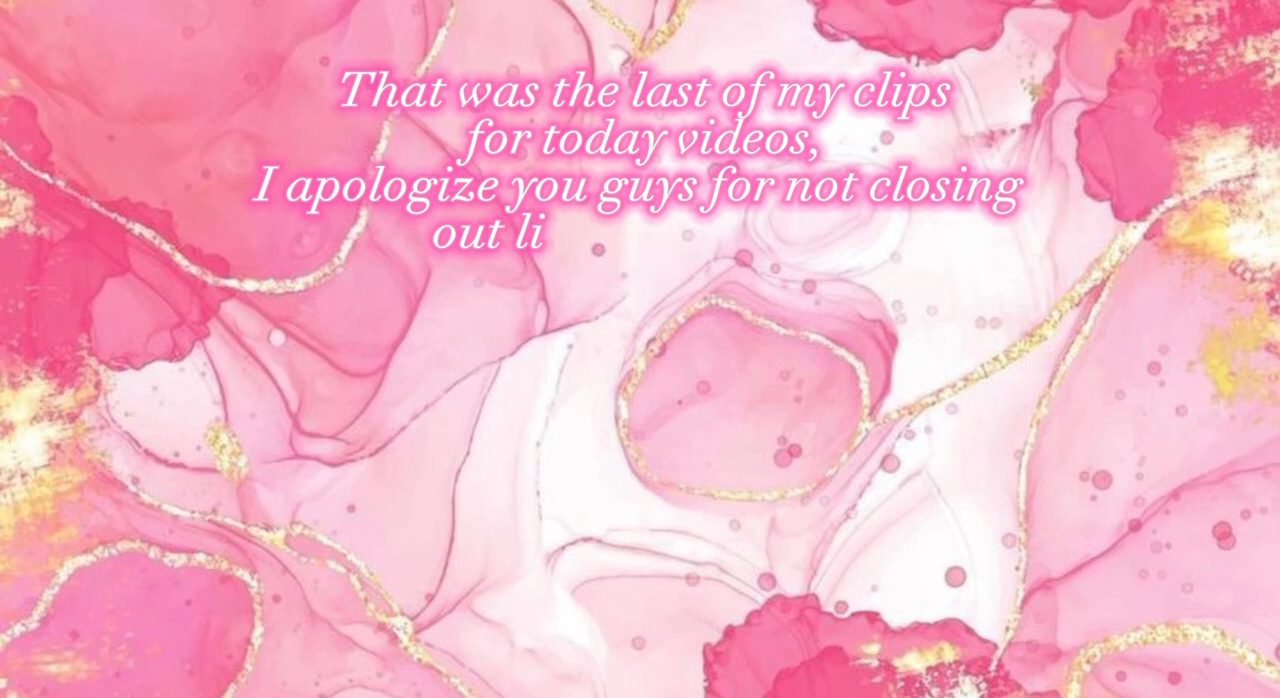 That was the last of my clips
for today videos,
I apologize you guys for not closing
out li